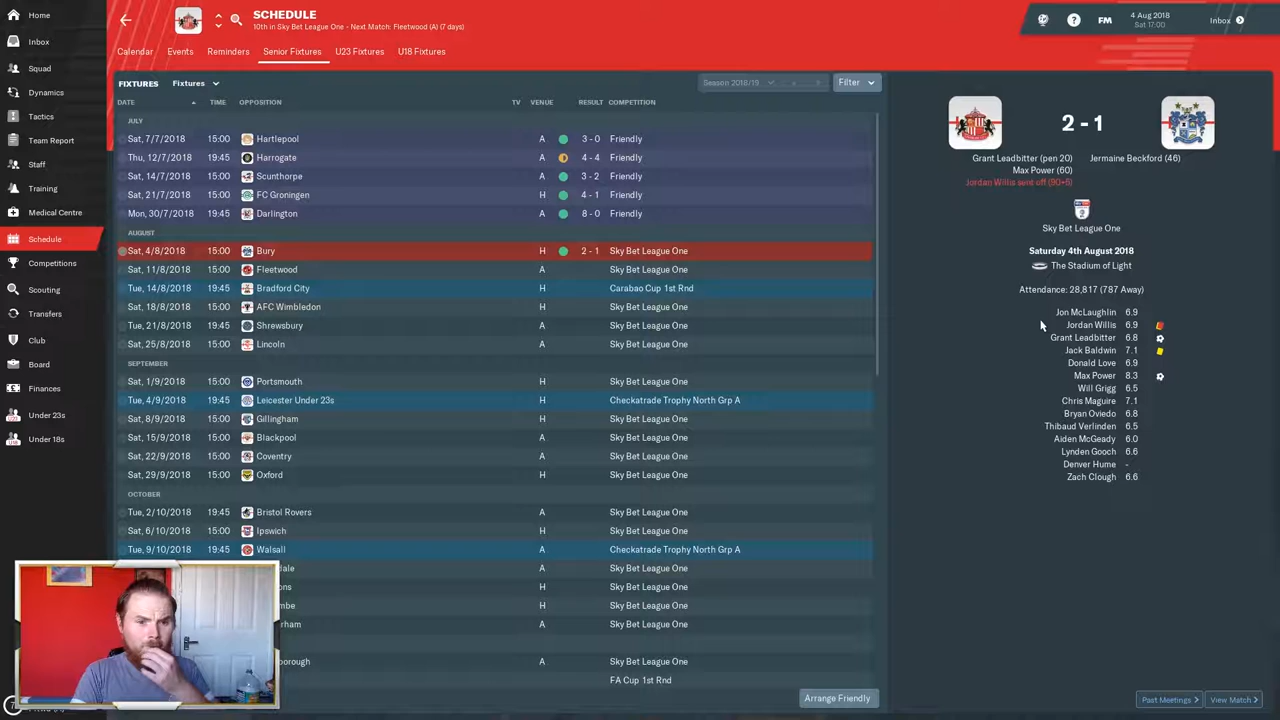 SCHEDULE
10th in Sky Bet League One - Next Match: Fleetwood (A) (7 days)
4 Aug 2018
Sat 17:00
FM
Inbox
Calendar Events Reminders Senior Fixtures U23 Fixtures U18 Fixtures
Home
Inbox
Squad
Dynamics
Tactics
Team Report
Staff
Training
Medical Centre
Schedule
Competitions
Scouting
Transfers
Club
Board
Finances
Under 23s
Under 18s
FIXTURES Fixtures Season 2018/19 Filter
DATE TIME OPPOSITION TV VENUE RESULT COMPETITION
JULY
Sat, 7/7/2018 15:00 Hartlepool A 3 - 0 Friendly
Thu, 12/7/2018 19:45 Harrogate A 4 - 4 Friendly
Sat, 14/7/2018 15:00 Scunthorpe A 3 - 2 Friendly
Sat, 21/7/2018 15:00 FC Groningen H 4 - 1 Friendly
Mon, 30/7/2018 19:45 Darlington A 8 - 0 Friendly
AUGUST
Sat, 4/8/2018 15:00 Bury H 2 - 1 Sky Bet League One
Sat, 11/8/2018 15:00 Fleetwood A Sky Bet League One
Tue, 14/8/2018 19:45 Bradford City H Carabao Cup 1st Rnd
Sat, 18/8/2018 15:00 AFC Wimbledon H Sky Bet League One
Tue, 21/8/2018 19:45 Shrewsbury A Sky Bet League One
Sat, 25/8/2018 15:00 Lincoln A Sky Bet League One
SEPTEMBER
Sat, 1/9/2018 15:00 Portsmouth H Sky Bet League One
Tue, 4/9/2018 19:45 Leicester Under 23s H Checkatrade Trophy North Grp A
Sat, 8/9/2018 15:00 Gillingham H Sky Bet League One
Sat, 15/9/2018 15:00 Blackpool A Sky Bet League One
Sat, 22/9/2018 15:00 Coventry A Sky Bet League One
Sat, 29/9/2018 15:00 Oxford H Sky Bet League One
OCTOBER
Tue, 2/10/2018 19:45 Bristol Rovers A Sky Bet League One
Sat, 6/10/2018 15:00 Ipswich H Sky Bet League One
Tue, 9/10/2018 19:45 Walsall A Checkatrade Trophy North Grp A
dale A Sky Bet League One
ons H Sky Bet League One
mbe H Sky Bet League One
ham A Sky Bet League One
borough A Sky Bet League One
FA Cup 1st Rnd
Arrange Friendly
2 - 1
Grant Leadbitter (pen 20) Jermaine Beckford (46)
Max Power (60)
Jordan Willis sent off (90+5)
Sky Bet League One
Saturday 4th August 2018
The Stadium of Light
Attendance: 28,817 (787 Away)
Jon McLaughlin 6.9
Jordan Willis 6.9
Grant Leadbitter 6.8
Jack Baldwin 7.1
Donald Love 6.9
Max Power 8.3
Will Grigg 6.5
Chris Maguire 7.1
Bryan Oviedo 6.8
Thibaud Verlinden 6.5
Aiden McGeady 6.0
Lynden Gooch 6.6
Denver Hume -
Zach Clough 6.6
Past Meetings View Match